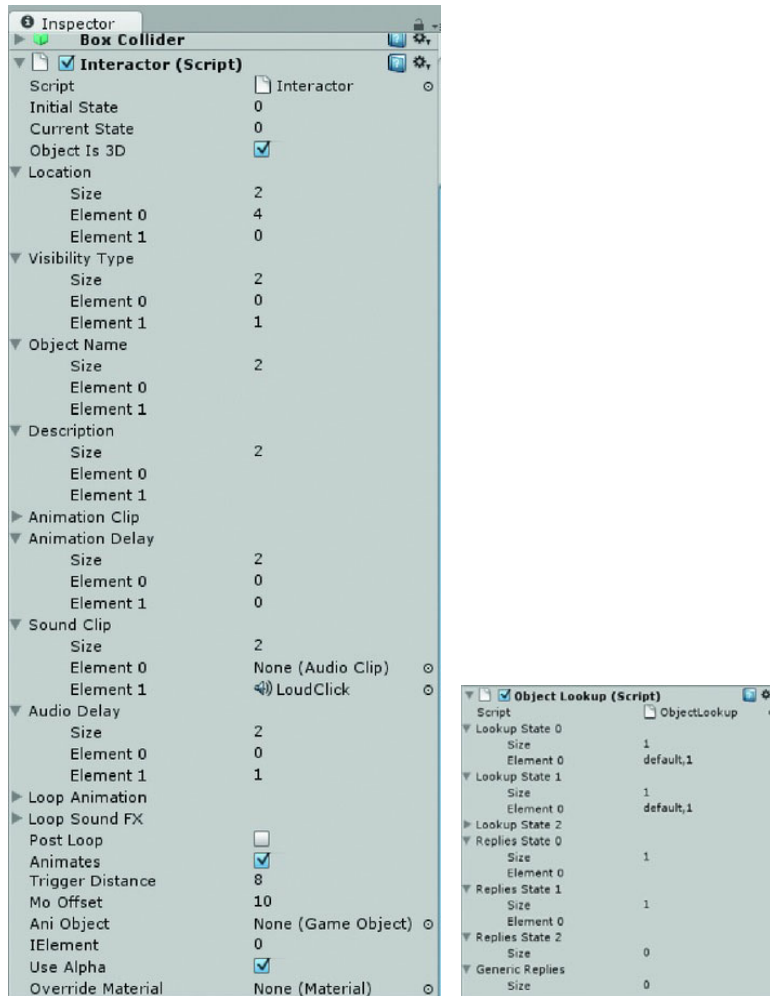 Inspector
Box Collider
Interactor (Script)
Script Interactor
Initial State 0
Current State 0
Object Is 3D
Location
Size 2
Element 0 4
Element 1 0
Visibility Type
Size 2
Element 0 0
Element 1 1
Object Name
Size 2
Element 0
Element 1
Description
Size 2
Element 0
Element 1
Animation Clip
Animation Delay
Size 2
Element 0 0
Element 1 0
Sound Clip
Size 2
Element 0 None (Audio Clip)
Element 1 LoudClick
Audio Delay
Size 2
Element 0 0
Element 1 1
Loop Animation
Loop Sound FX
Post Loop
Animates
Trigger Distance 8
Mo Offset 10
Ani Object None (Game Object)
IElement 0
Use Alpha
Override Material None (Material)
Object Lookup (Script)
Script ObjectLookup
Lookup State 0
Size 1
Element 0 default,1
Lookup State 1
Size 1
Element 0 default,1
Lookup State 2
Replies State 0
Size 1
Element 0
Replies State 1
Size 1
Element 0
Replies State 2
Size 0
Generic Replies
Size 0